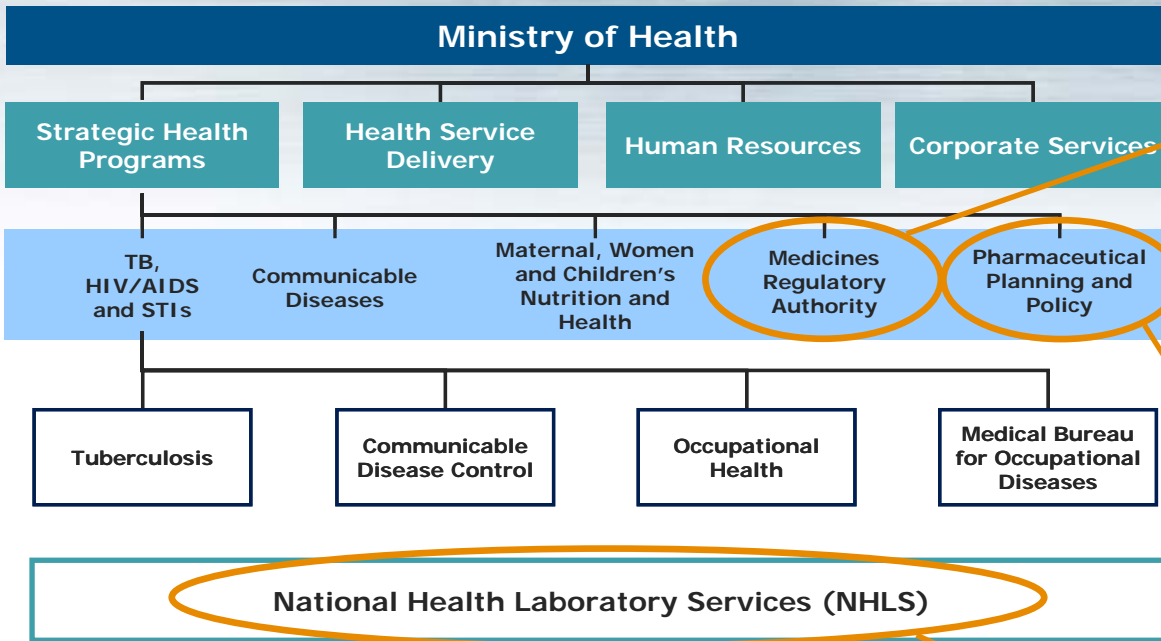 Ministry of Health
Strategic Health
Programs
Health Service
Delivery
Human Resources
Corporate Services
TB,
HIV/AIDS
and STIs
Communicable
Diseases
Maternal, Women
and Children's
Nutrition and
Health
Medicines
Regulatory
Authority
Pharmaceutical
Planning and
Policy
Tuberculosis
Communicable
Disease Control
Occupational
Health
Medical Bureau
for Occupational
Diseases
National Health Laboratory Services (NHLS)